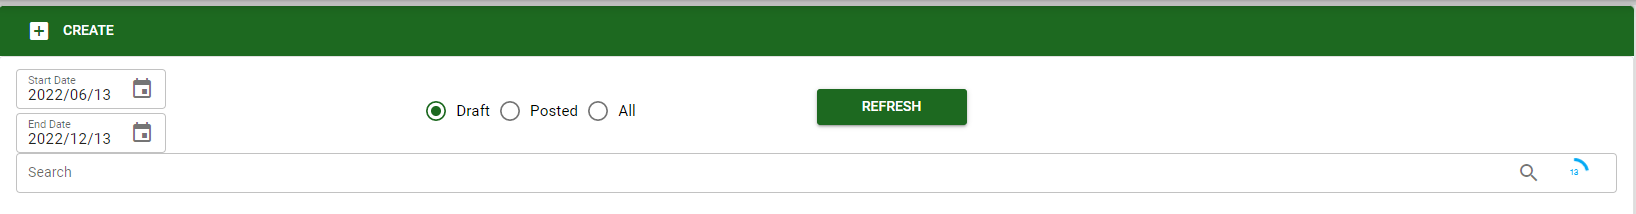 CREATE
Start Date
2022/06/13
End Date
2022/12/13
Draft Posted All
REFRESH
Search
13